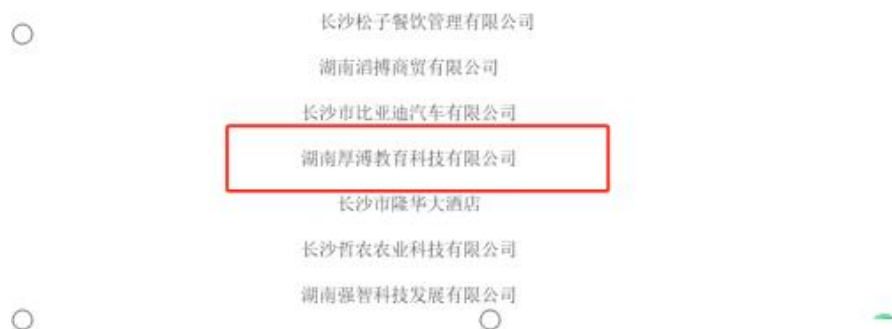 长沙松子餐饮管理有限公司
湖南滔搏商贸有限公司
长沙市比亚迪汽车有限公司
湖南厚溥教育科技有限公司
长沙市隆华大酒店
长沙哲农农业科技有限公司
湖南强智科技发展有限公司